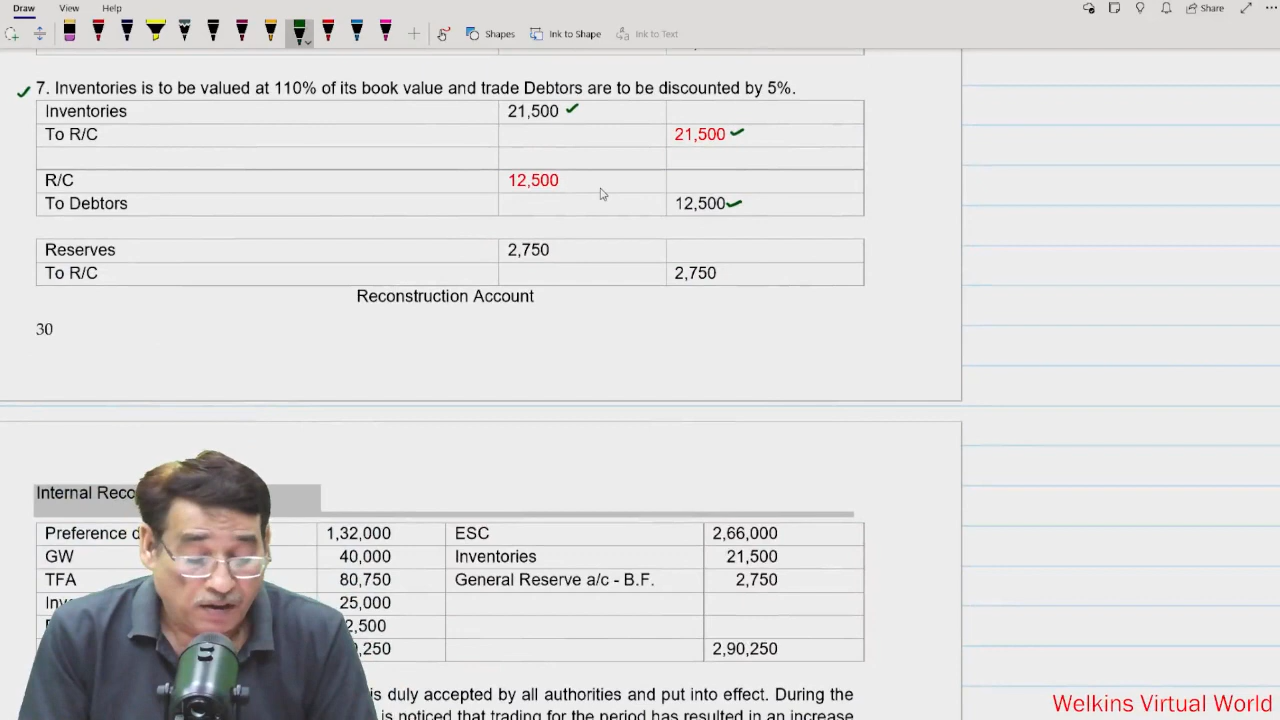 Draw View Help
Share
Shapes Ink to Shape Ink to Text
7. Inventories is to be valued at 110% of its book value and trade Debtors are to be discounted by 5%.
Inventories 21,500
To R/C 21,500
R/C 12,500
To Debtors 12,500
Reserves 2,750
To R/C 2,750
Reconstruction Account
30
Internal Reco
Preference d 1,32,000 ESC 2,66,000
GW 40,000 Inventories 21,500
TFA 80,750 General Reserve a/c - B.F. 2,750
Inv 25,000
2,500
,250 2,90,250
is duly accepted by all authorities and put into effect. During the
is noticed that trading for the period has resulted in an increase
Welkins Virtual World